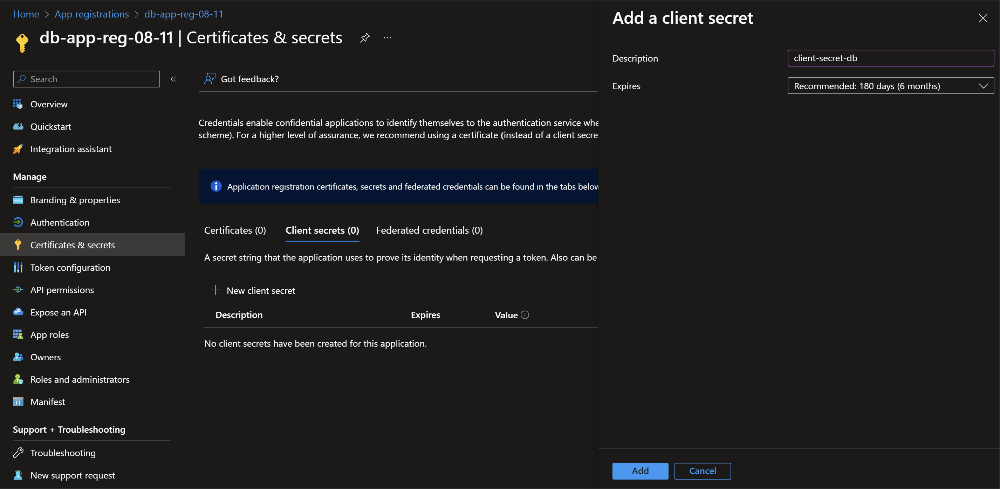 Home > App registrations > db-app-reg-08-11
db-app-reg-08-11 | Certificates & secrets
Search
Overview
Quickstart
Integration assistant
Manage
Branding & properties
Authentication
Certificates & secrets
Token configuration
API permissions
Expose an API
App roles
Owners
Roles and administrators
Manifest
Support + Troubleshooting
Troubleshooting
New support request
Got feedback?
Credentials enable confidential applications to identify themselves to the authentication service whe
scheme). For a higher level of assurance, we recommend using a certificate (instead of a client secre
Application registration certificates, secrets and federated credentials can be found in the tabs below
Certificates (0) Client secrets (0) Federated credentials (0)
A secret string that the application uses to prove its identity when requesting a token. Also can be
New client secret
Description Expires Value
No client secrets have been created for this application.
Add a client secret
Description client-secret-db
Expires Recommended: 180 days (6 months)
Add Cancel